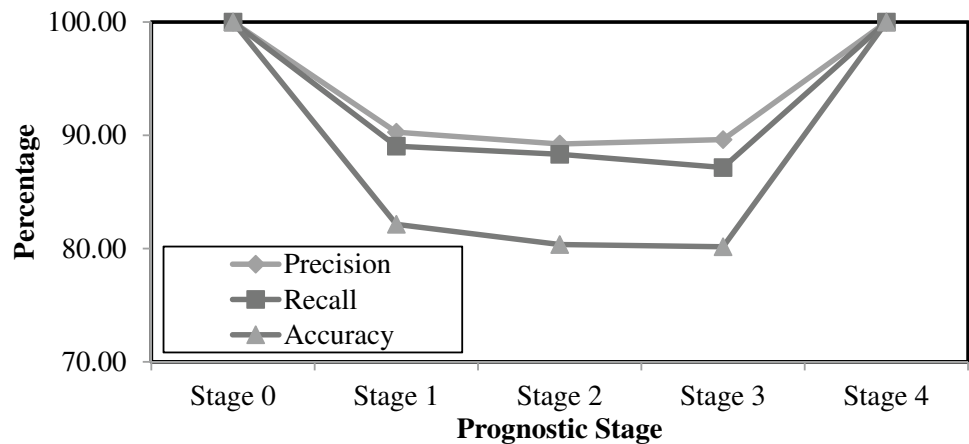 100.00
90.00
80.00
70.00
Percentage
Precision
Recall
Accuracy
Stage 0 Stage 1 Stage 2 Stage 3 Stage 4
Prognostic Stage